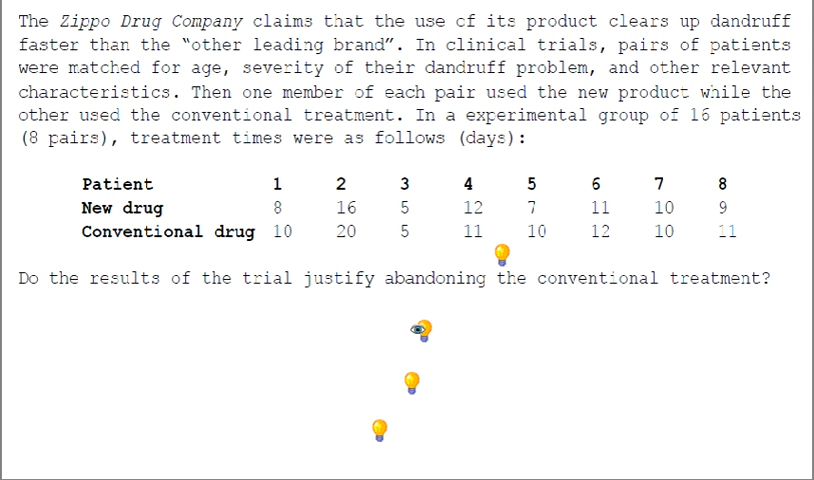 The Zippo Drug Company claims that the use of its product clears up dandruff
faster than the “other leading brand”. In clinical trials, pairs of patients
were matched for age, severity of their dandruff problem, and other relevant
characteristics. Then one member of each pair used the new product while the
other used the conventional treatment. In a experimental group of 16 patients
(8 pairs), treatment times were as follows (days):
Patient 1 2 3 4 5 6 7 8
New drug 8 16 5 12 7 11 10 9
Conventional drug 10 20 5 11 10 12 10 11
Do the results of the trial justify abandoning the conventional treatment?